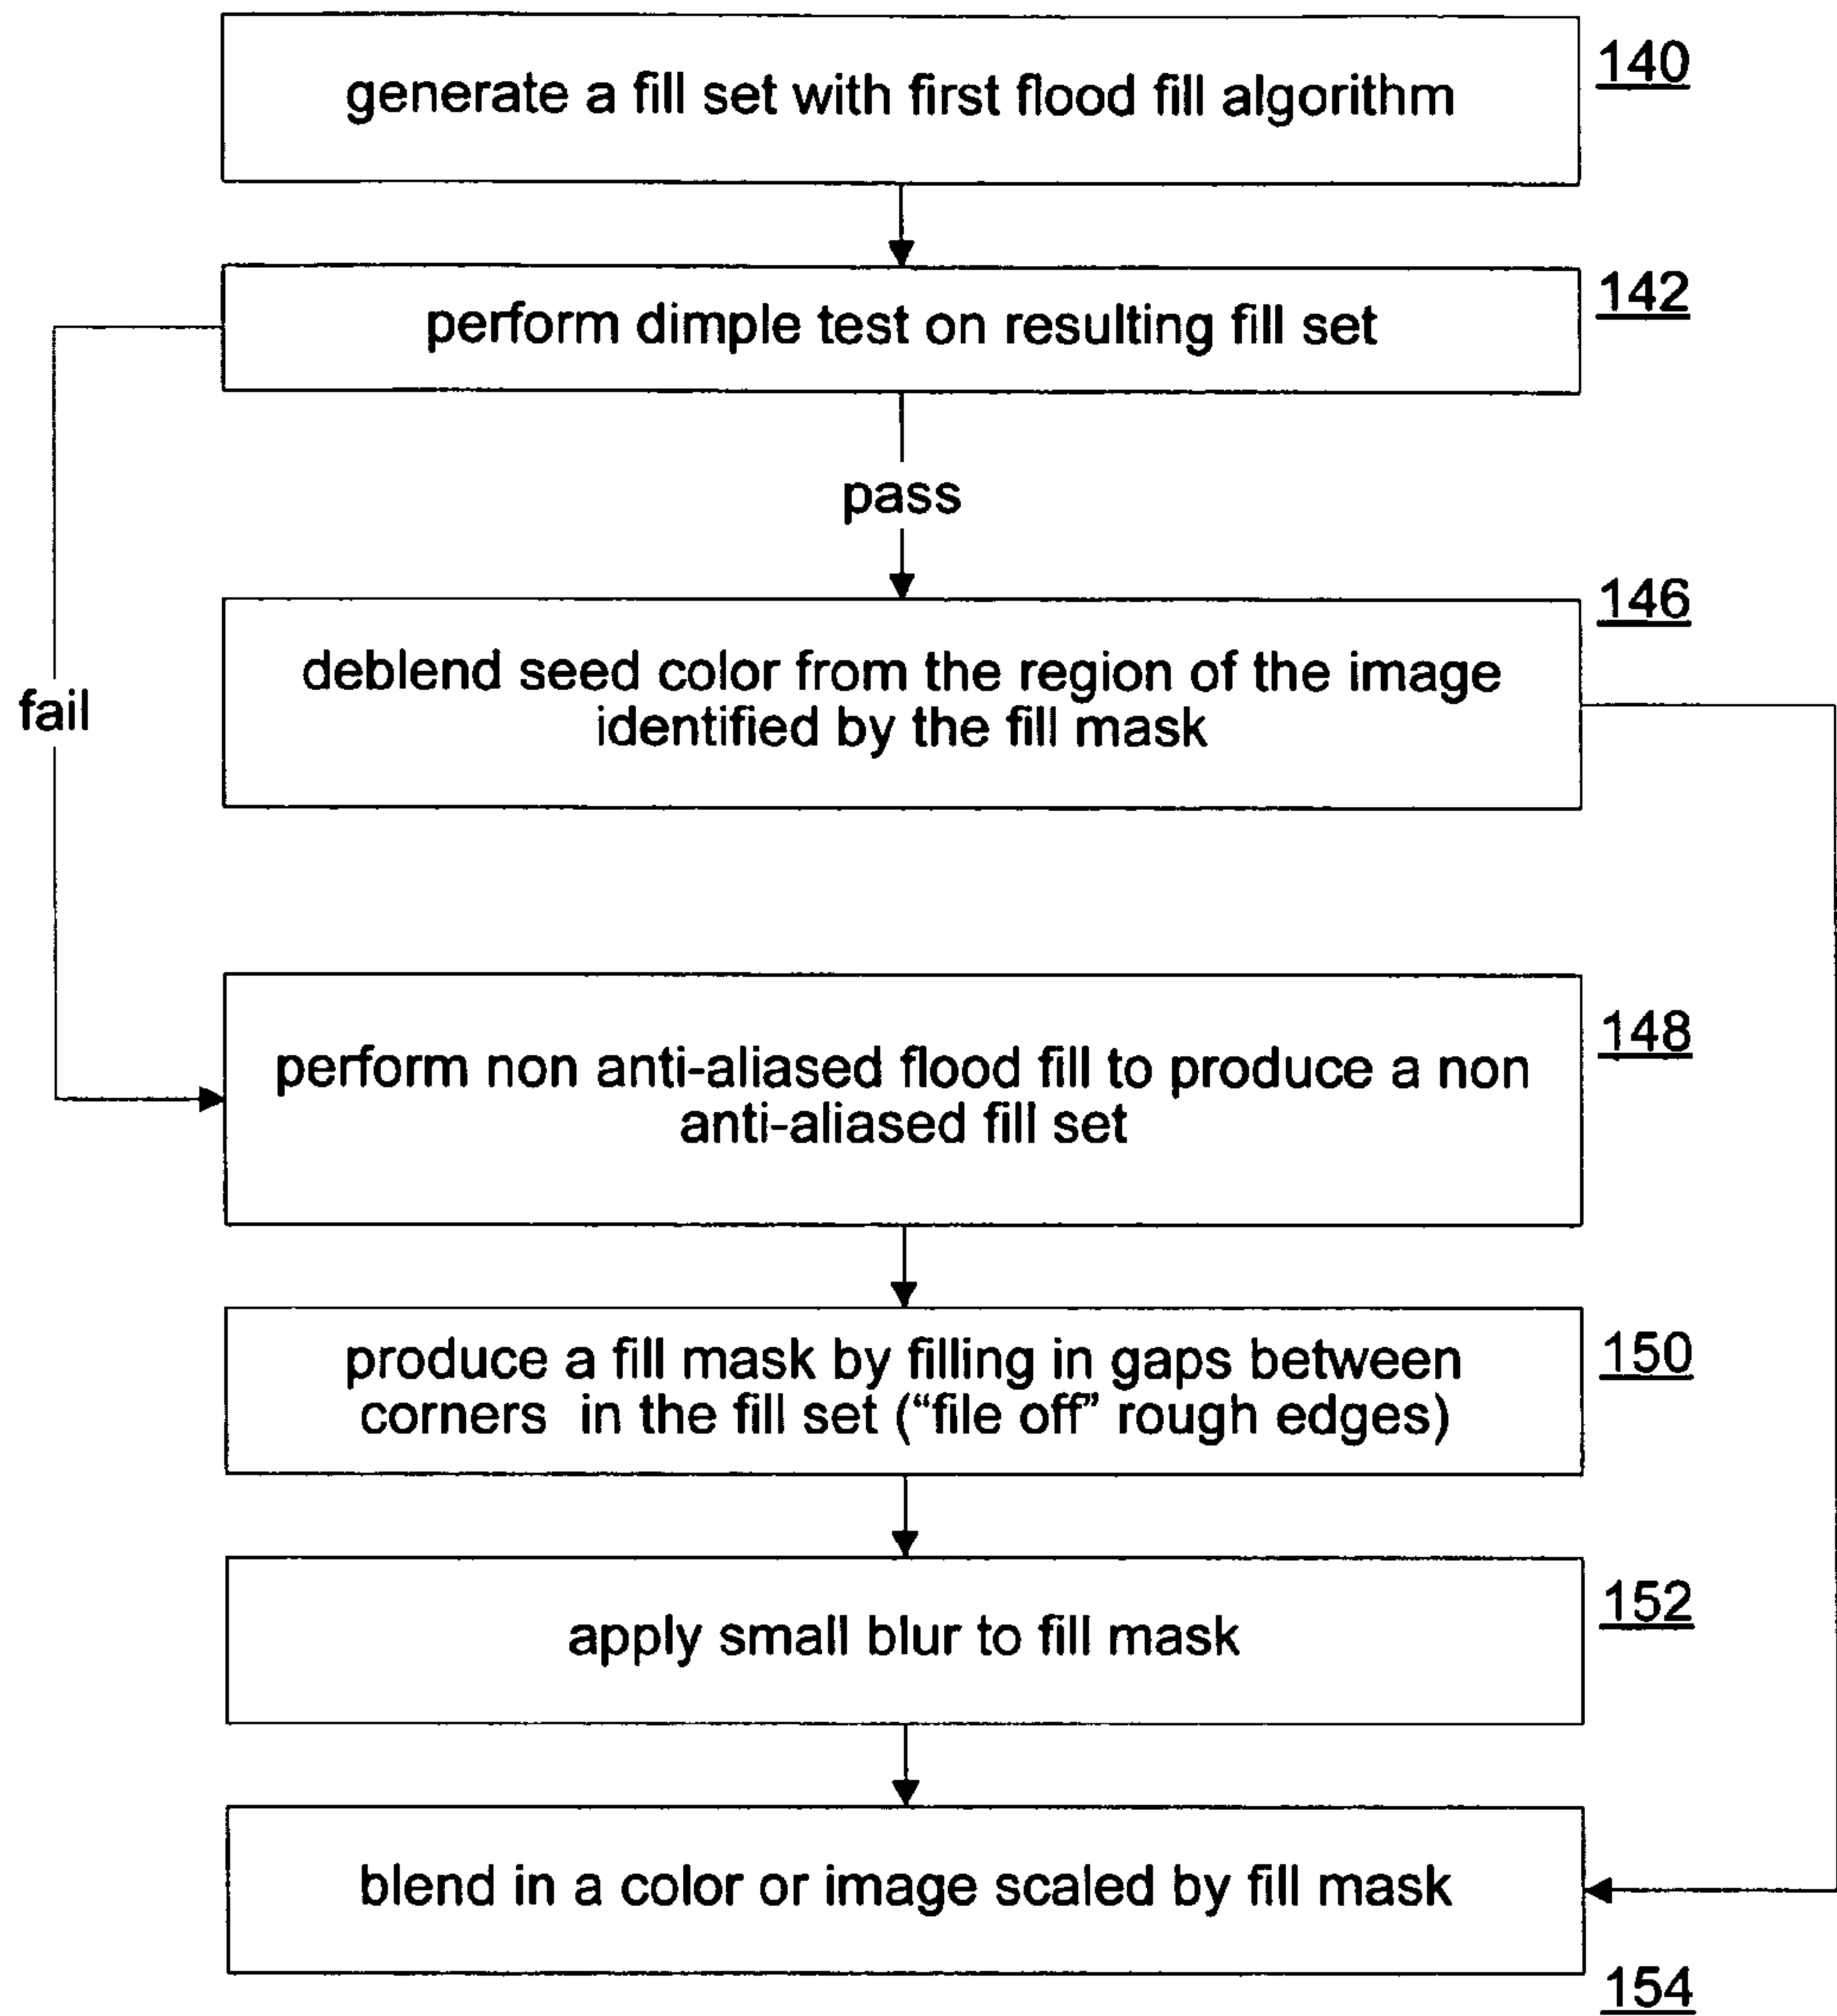 generate a fill set with first flood fill algorithm
140
perform dimple test on resulting fill set
142
pass
fail
deblend seed color from the region of the image
identified by the fill mask
146
perform non anti-aliased flood fill to produce a non
anti-aliased fill set
148
produce a fill mask by filling in gaps between
corners in the fill set (“file off” rough edges)
150
apply small blur to fill mask
152
blend in a color or image scaled by fill mask
154